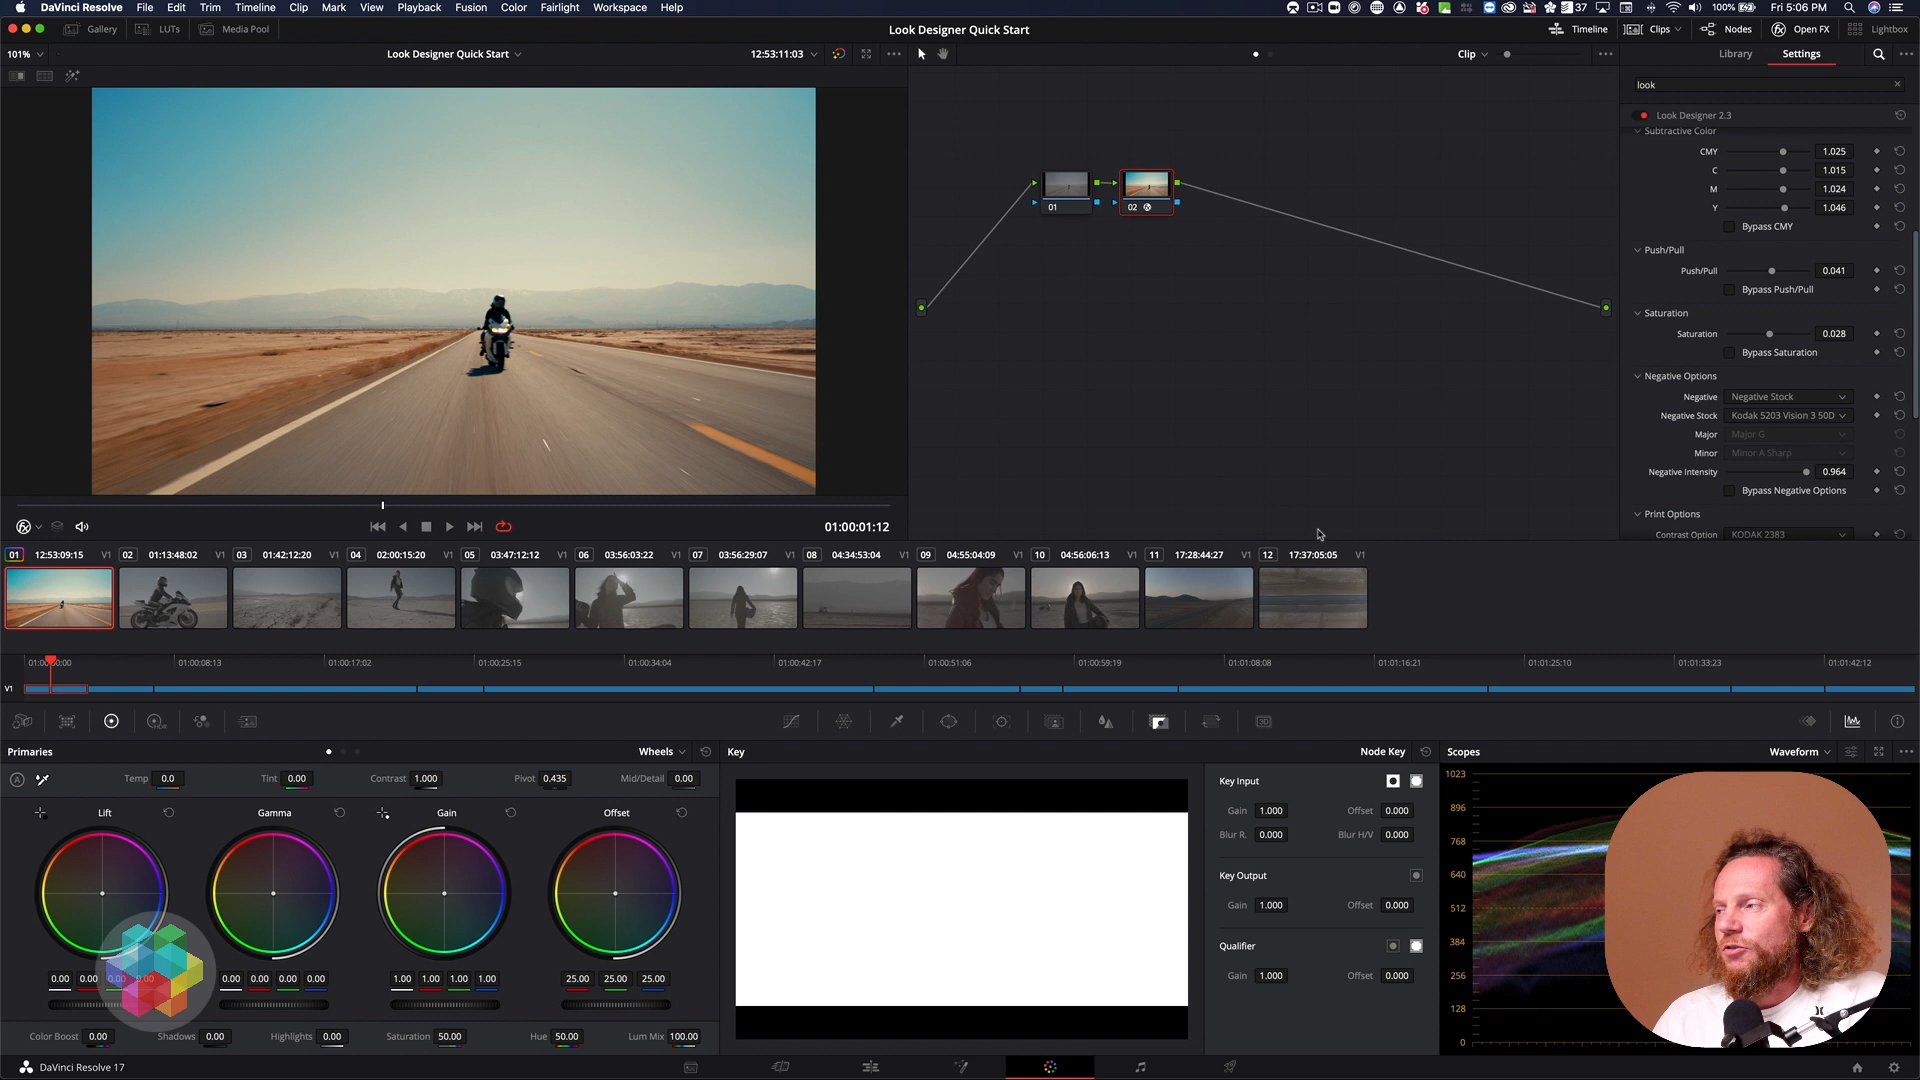 DaVinci Resolve File Edit Trim Timeline Clip Mark View Playback Fusion Color Fairlight Workspace Help
37 100% Fri 5:06 PM
Gallery LUTs Media Pool Look Designer Quick Start Timeline Clips Nodes Open FX Lightbox
101% Look Designer Quick Start 12:53:11:03 Clip Library Settings
look
Look Designer 2.3
Subtractive Color
CMY 1.025
C 1.015
M 1.024
Y 1.046
Bypass CMY
Push/Pull
Push/Pull 0.041
Bypass Push/Pull
Saturation
Saturation 0.028
Bypass Saturation
Negative Options
Negative Negative Stock
Negative Stock Kodak 5203 Vision 3 50D
Major Major G
Minor Minor A Sharp
Negative Intensity 0.964
Bypass Negative Options
Print Options
Contrast Option KODAK 2383
01 02
01:00:01:12
01 12:53:09:15 V1 02 01:13:48:02 V1 03 01:42:12:20 V1 04 02:00:15:20 V1 05 03:47:12:12 V1 06 03:56:03:22 V1 07 03:56:29:07 V1 08 04:34:53:04 V1 09 04:55:04:09 V1 10 04:56:06:13 V1 11 17:28:44:27 V1 12 17:37:05:05 V1
01:00:00:00 01:00:08:13 01:00:17:02 01:00:25:15 01:00:34:04 01:00:42:17 01:00:51:06 01:00:59:19 01:01:08:08 01:01:16:21 01:01:25:10 01:01:33:23 01:01:42:12
V1
Primaries Wheels Key Node Key Scopes Waveform
Temp 0.0 Tint 0.00 Contrast 1.000 Pivot 0.435 Mid/Detail 0.00
Lift Gamma Gain Offset
0.00 0.00 0.00 0.00 0.00 0.00 0.00 0.00 1.00 1.00 1.00 1.00 25.00 25.00 25.00
Color Boost 0.00 Shadows 0.00 Highlights 0.00 Saturation 50.00 Hue 50.00 Lum Mix 100.00
Key Input
Gain 1.000 Offset 0.000
Blur R. 0.000 Blur H/V 0.000
Key Output
Gain 1.000 Offset 0.000
Qualifier
Gain 1.000 Offset 0.000
1023
896
768
640
512
384
256
128
0
DaVinci Resolve 17